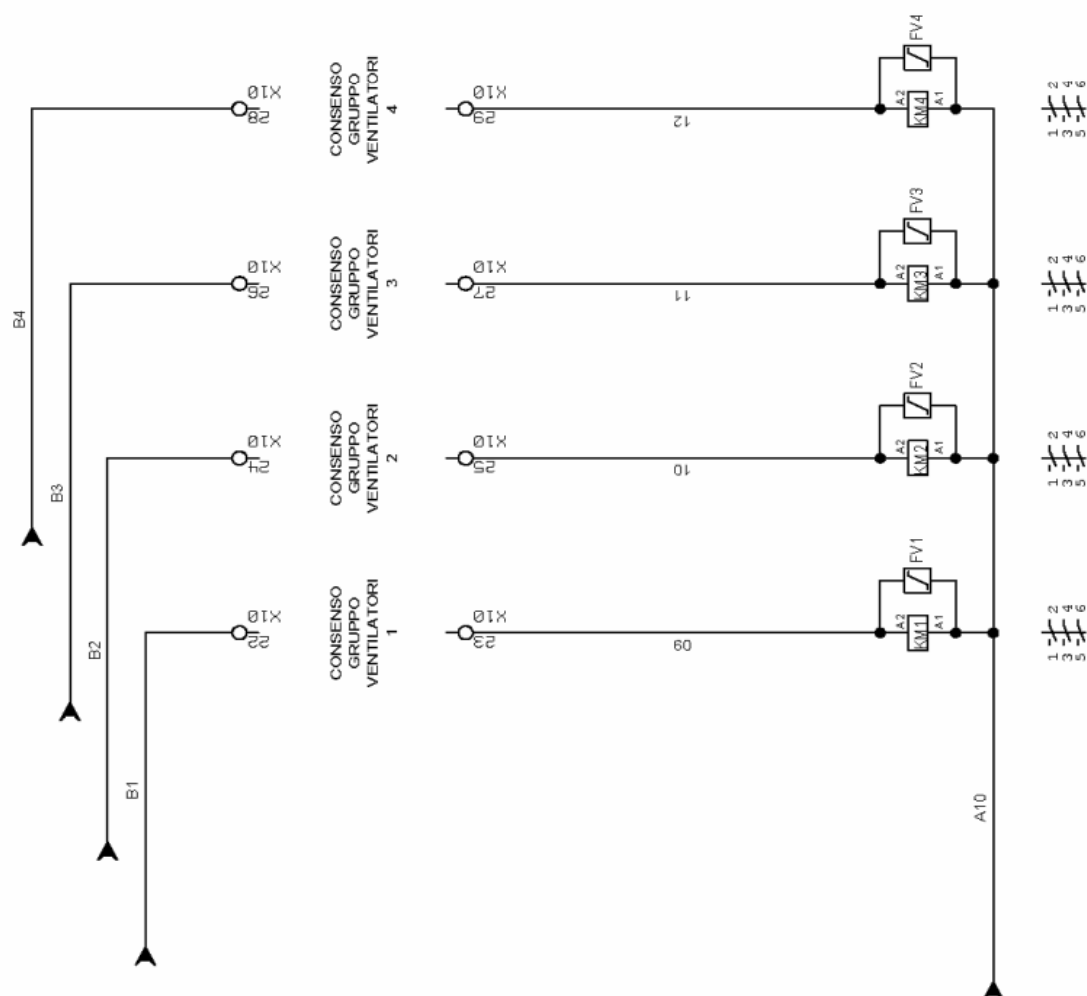 B4
X10
28
CONSENSO
GRUPPO
VENTILATORI
4
X10
29
12
FV4
A2
KM4
A1
1 2
3 4
5 6
B3
X10
26
CONSENSO
GRUPPO
VENTILATORI
3
X10
27
11
FV3
A2
KM3
A1
1 2
3 4
5 6
B2
X10
24
CONSENSO
GRUPPO
VENTILATORI
2
X10
25
10
FV2
A2
KM2
A1
1 2
3 4
5 6
B1
X10
22
CONSENSO
GRUPPO
VENTILATORI
1
X10
23
09
FV1
A2
KM1
A1
1 2
3 4
5 6
A10